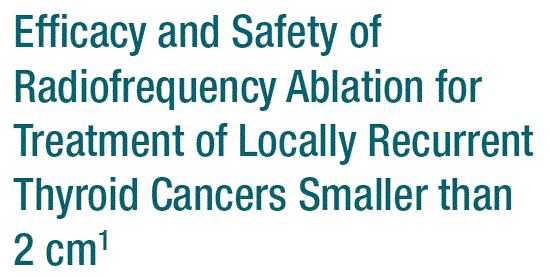 Efficacy and Safety of
Radiofrequency Ablation for
Treatment of Locally Recurrent
Thyroid Cancers Smaller than
2 cm¹